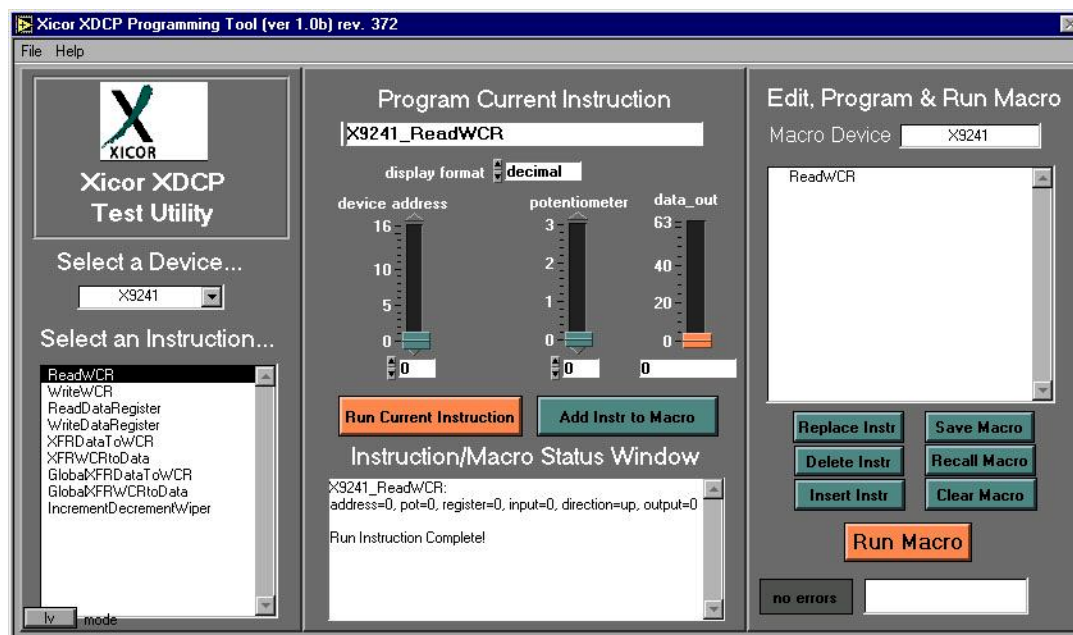 Xicor XDCP Programming Tool (ver 1.0b) rev. 372
File Help
XICOR
Xicor XDCP
Test Utility
Select a Device...
X9241
Select an Instruction...
ReadWCR
WriteWCR
ReadDataRegister
WriteDataRegister
XFRDataToWCR
XFRWCRtoData
GlobalXFRDataToWCR
GlobalXFRWCRtoData
IncrementDecrementWiper
lv mode
Program Current Instruction
X9241_ReadWCR
display format decimal
device address potentiometer data_out
16 3 63
10 2 40
5 1 20
0 0 0
0 0 0
Run Current Instruction Add Instr to Macro
Instruction/Macro Status Window
X9241_ReadWCR:
address=0, pot=0, register=0, input=0, direction=up, output=0
Run Instruction Complete!
Edit, Program & Run Macro
Macro Device X9241
ReadWCR
Replace Instr Save Macro
Delete Instr Recall Macro
Insert Instr Clear Macro
Run Macro
no errors